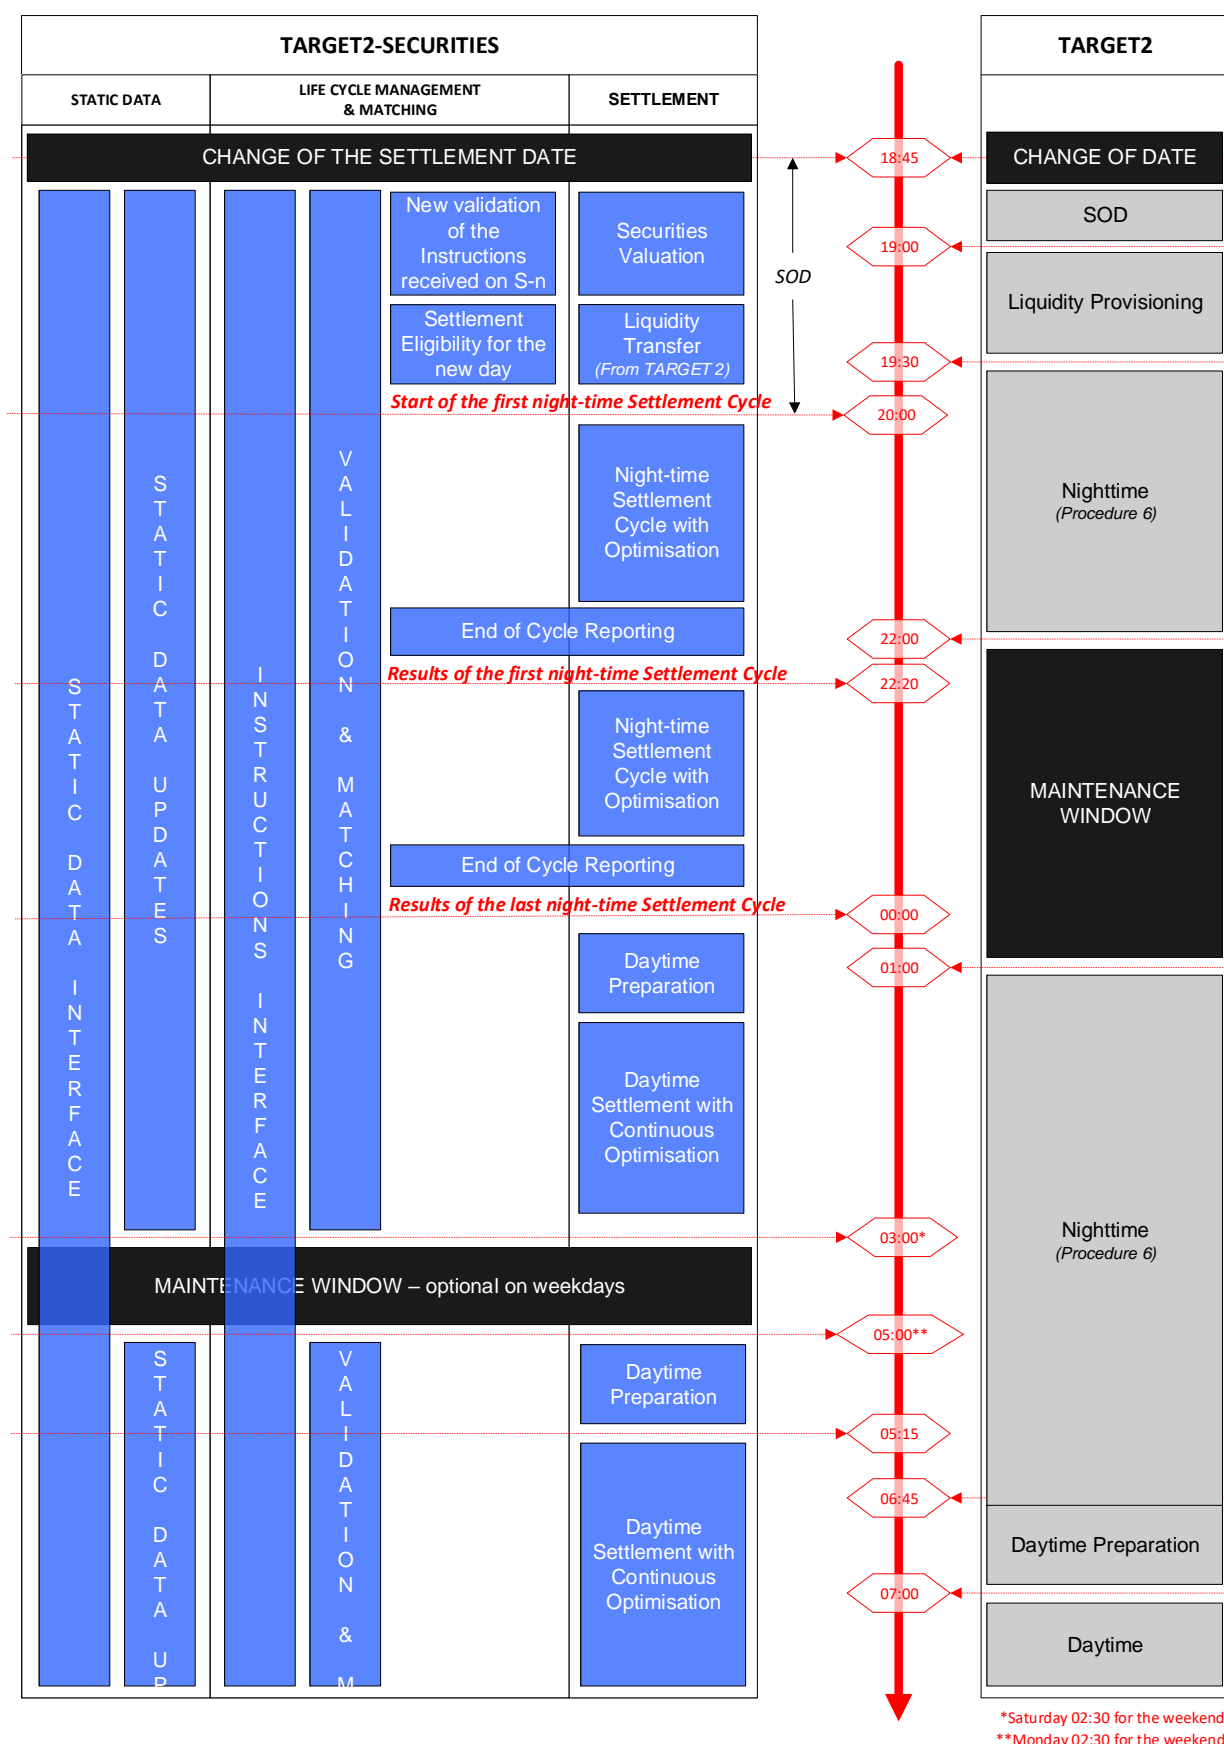 TARGET2-SECURITIES
TARGET2
STATIC DATA
LIFE CYCLE MANAGEMENT
& MATCHING
SETTLEMENT
CHANGE OF THE SETTLEMENT DATE
18:45
CHANGE OF DATE
New validation
of the
Instructions
received on S-n
Securities
Valuation
SOD
SOD
19:00
Settlement
Eligibility for the
new day
Liquidity
Transfer
(From TARGET 2)
Liquidity Provisioning
19:30
Start of the first night-time Settlement Cycle
20:00
Night-time
Settlement
Cycle with
Optimisation
Nighttime
(Procedure 6)
End of Cycle Reporting
22:00
Results of the first night-time Settlement Cycle
22:20
Night-time
Settlement
Cycle with
Optimisation
MAINTENANCE
WINDOW
End of Cycle Reporting
Results of the last night-time Settlement Cycle
00:00
Daytime
Preparation
01:00
Daytime
Settlement with
Continuous
Optimisation
STATIC DATA INTERFACE
STATIC DATA UPDATES
INSTRUCTIONS INTERFACE
VALIDATION & MATCHING
Nighttime
(Procedure 6)
03:00*
MAINTENANCE WINDOW – optional on weekdays
05:00**
STATIC DATA UP
VALIDATION & M
Daytime
Preparation
05:15
06:45
Daytime
Settlement with
Continuous
Optimisation
Daytime Preparation
07:00
Daytime
*Saturday 02:30 for the weekend
**Monday 02:30 for the weekend